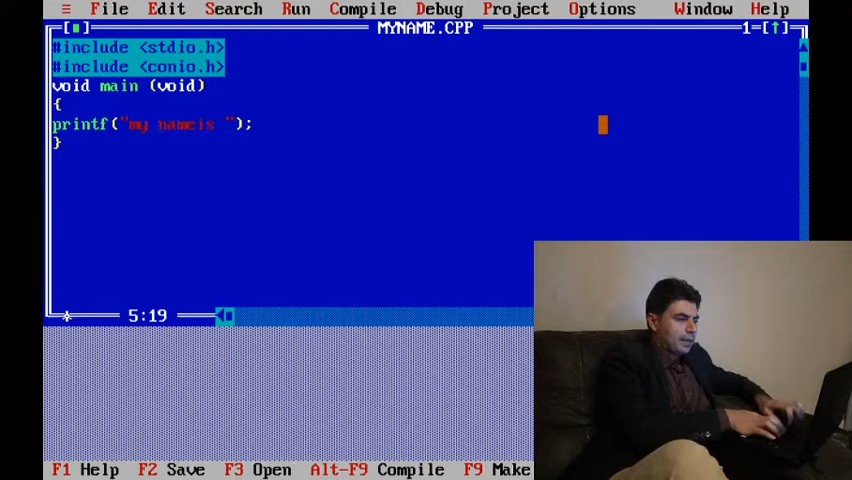 ≡ File Edit Search Run Compile Debug Project Options Window Help
[■] MYNAME.CPP 1=[↑]
#include <stdio.h>
#include <conio.h>
void main (void)
{
printf("my nameis ");
}
5:19
F1 Help F2 Save F3 Open Alt-F9 Compile F9 Make